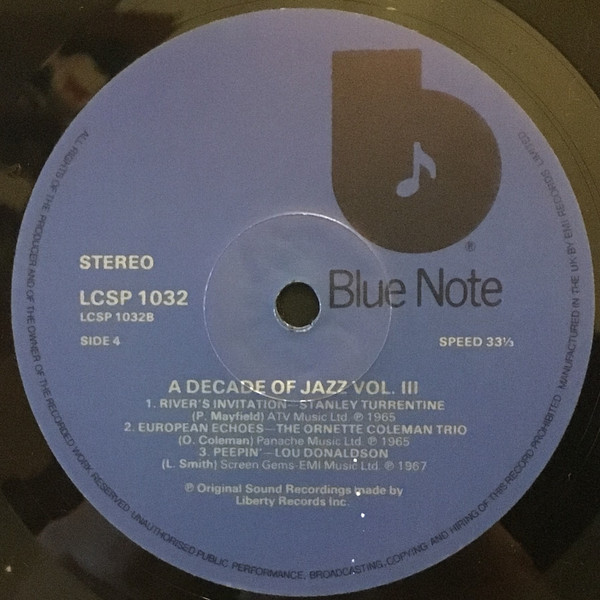 STEREO
LCSP 1032
LCSP 1032B
SIDE 4
Blue Note
SPEED 33⅓
A DECADE OF JAZZ VOL. III
1. RIVER'S INVITATION—STANLEY TURRENTINE
(P. Mayfield) ATV Music Ltd. ℗ 1965
2. EUROPEAN ECHOES—THE ORNETTE COLEMAN TRIO
(O. Coleman) Panache Music Ltd. ℗ 1965
3. PEEPIN'—LOU DONALDSON
(L. Smith) Screen Gems-EMI Music Ltd. ℗ 1967
℗ Original Sound Recordings made by
Liberty Records Inc.
ALL RIGHTS OF THE PRODUCER AND OF THE OWNER OF THE RECORDED WORK RESERVED. UNAUTHORISED PUBLIC PERFORMANCE, BROADCASTING, COPYING AND HIRING OF THIS RECORD PROHIBITED. MANUFACTURED IN THE UK BY EMI RECORDS LIMITED